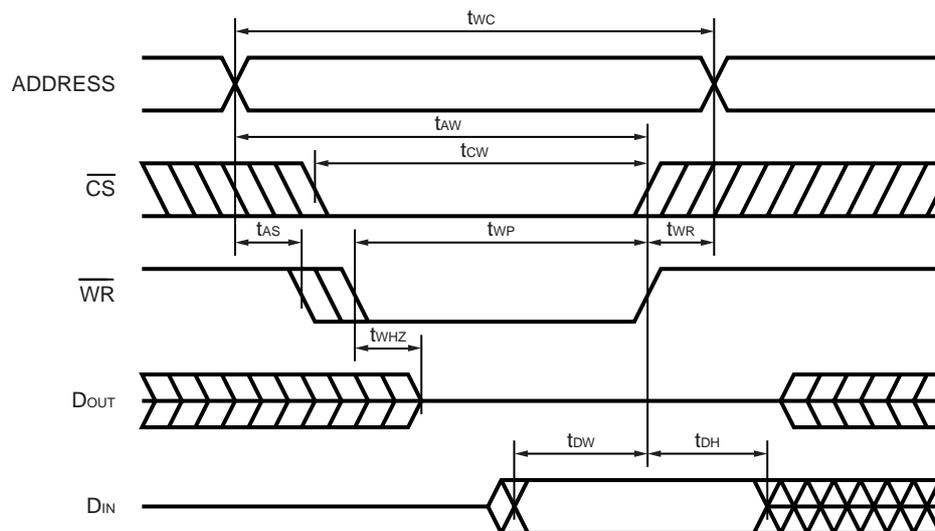 tWC
ADDRESS
tAW
tCW
CS
tAS
tWP
tWR
WR
tWHZ
DOUT
tDW
tDH
DIN